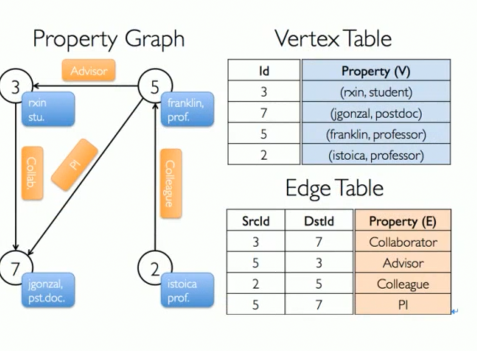 Property Graph
Advisor
3
rxin
stu.
5
franklin,
prof.
Collab.
PI
Colleague
7
jgonzal,
pst.doc.
2
istoica
prof.
Vertex Table
Id Property (V)
3 (rxin, student)
7 (jgonzal, postdoc)
5 (franklin, professor)
2 (istoica, professor)
Edge Table
SrcId DstId Property (E)
3 7 Collaborator
5 3 Advisor
2 5 Colleague
5 7 PI